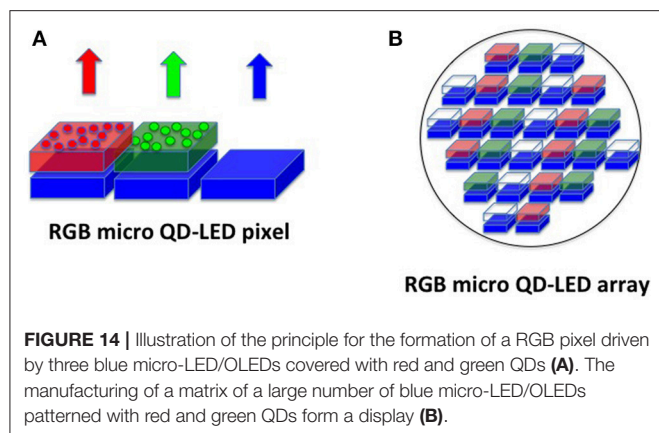 A
B
RGB micro QD-LED pixel
RGB micro QD-LED array
FIGURE 14 | Illustration of the principle for the formation of a RGB pixel driven
by three blue micro-LED/OLEDs covered with red and green QDs (A). The
manufacturing of a matrix of a large number of blue micro-LED/OLEDs
patterned with red and green QDs form a display (B).